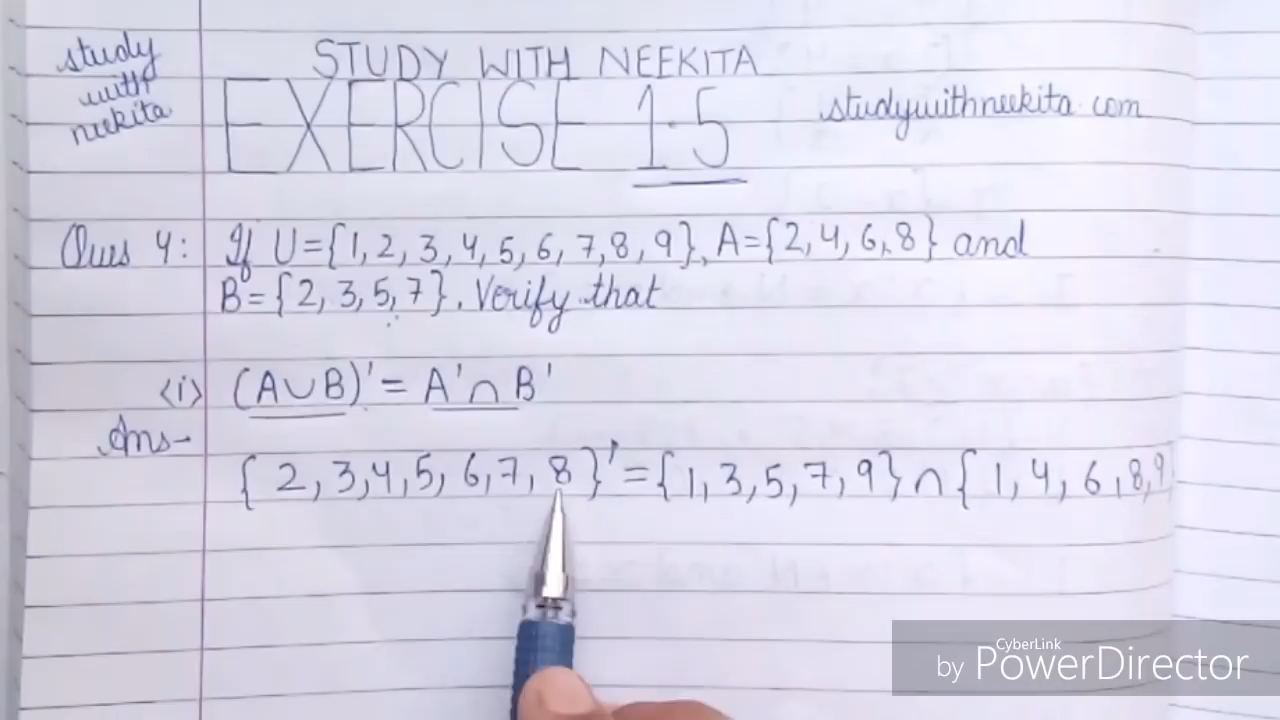 study
with
neekita
STUDY WITH NEEKITA
EXERCISE 1.5
studywithneekita.com
Ques 4: If U={1, 2, 3, 4, 5, 6, 7, 8, 9}, A={2, 4, 6, 8} and
B={2, 3, 5, 7}. Verify that
<i> (A∪B)' = A'∩B'
Ans-
{2, 3, 4, 5, 6, 7, 8}' = {1, 3, 5, 7, 9} ∩ {1, 4, 6, 8, 9
CyberLink
by PowerDirector